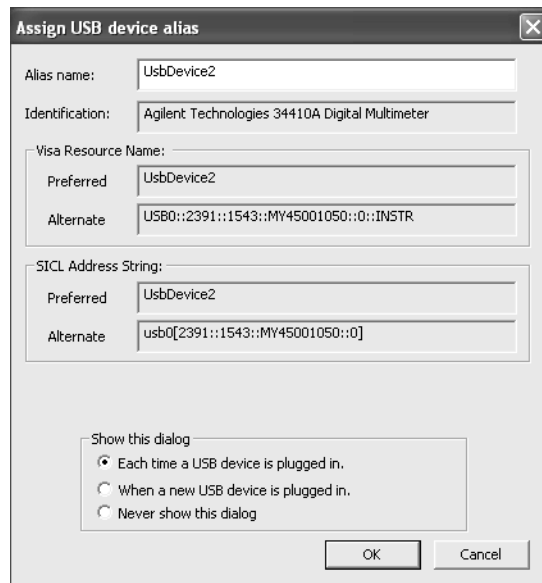 Assign USB device alias
Alias name: UsbDevice2
Identification: Agilent Technologies 34410A Digital Multimeter
Visa Resource Name:
Preferred UsbDevice2
Alternate USB0::2391::1543::MY45001050::0::INSTR
SICL Address String:
Preferred UsbDevice2
Alternate usb0[2391::1543::MY45001050::0]
Show this dialog
Each time a USB device is plugged in.
When a new USB device is plugged in.
Never show this dialog
OK Cancel